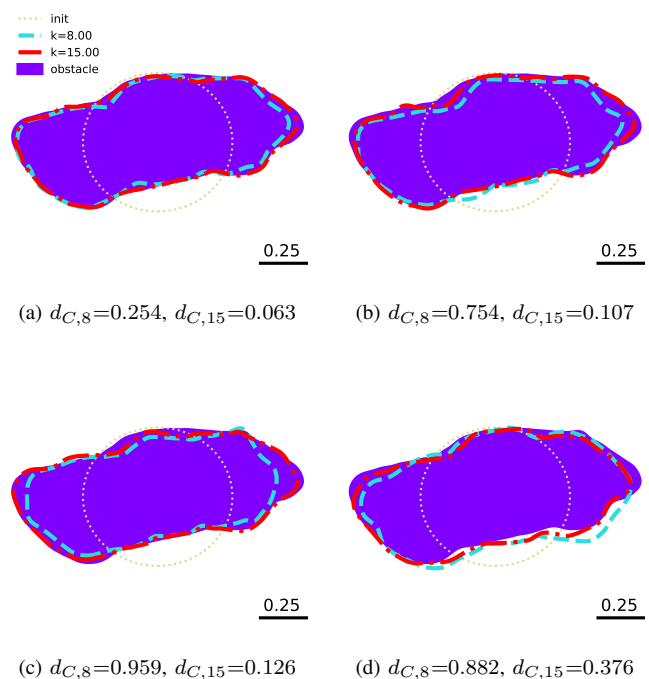 init
k=8.00
k=15.00
obstacle
0.25
0.25
(a) d_{C,8}=0.254, d_{C,15}=0.063
(b) d_{C,8}=0.754, d_{C,15}=0.107
0.25
0.25
(c) d_{C,8}=0.959, d_{C,15}=0.126
(d) d_{C,8}=0.882, d_{C,15}=0.376